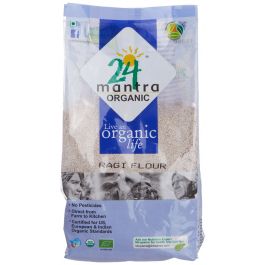 24
mantra
ORGANIC
Live an
organic
life
RAGI FLOUR
• No Pesticides
• Direct from
Farm to Kitchen
• Certified for US,
European & Indian
Organic Standards